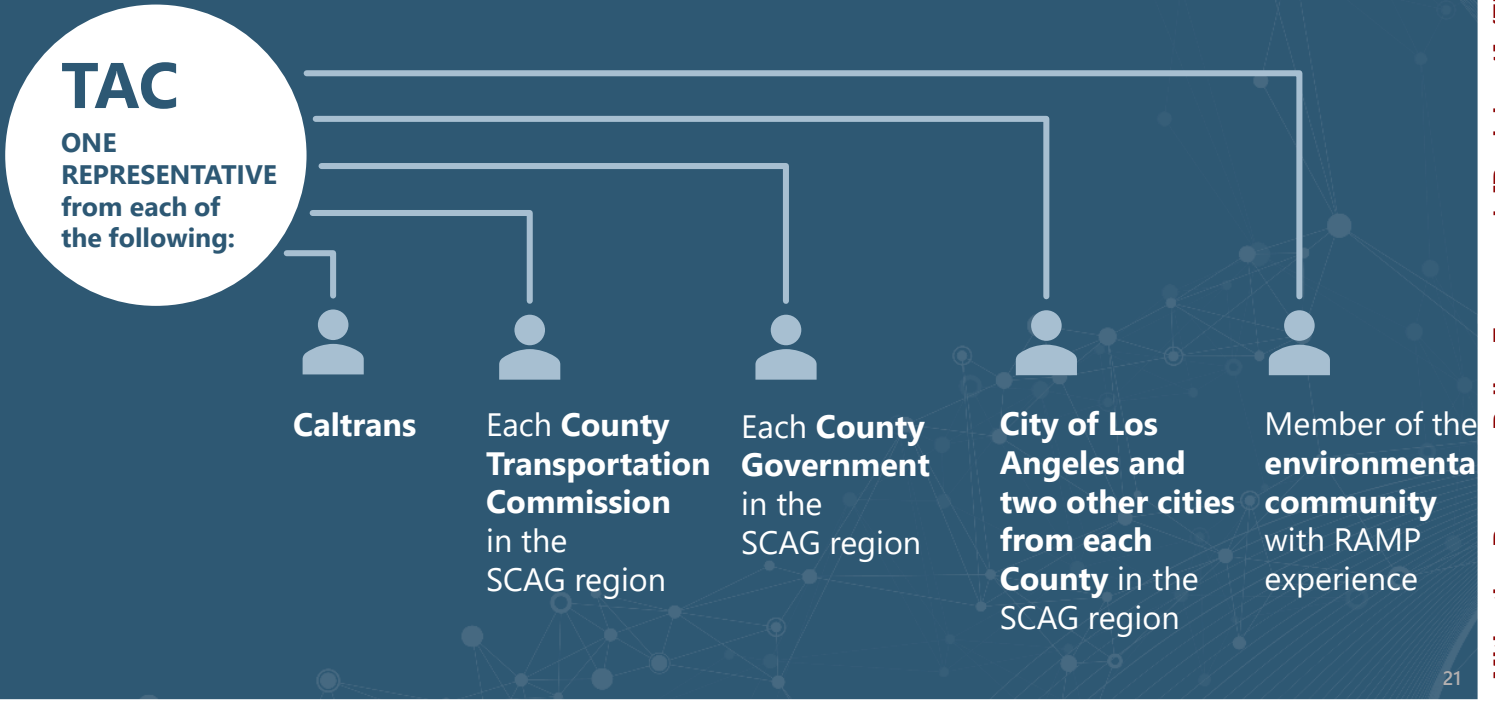 TAC
ONE
REPRESENTATIVE
from each of
the following:
Caltrans
Each County
Transportation
Commission
in the
SCAG region
Each County
Government
in the
SCAG region
City of Los
Angeles and
two other cities
from each
County in the
SCAG region
Member of the
environmenta
community
with RAMP
experience
21